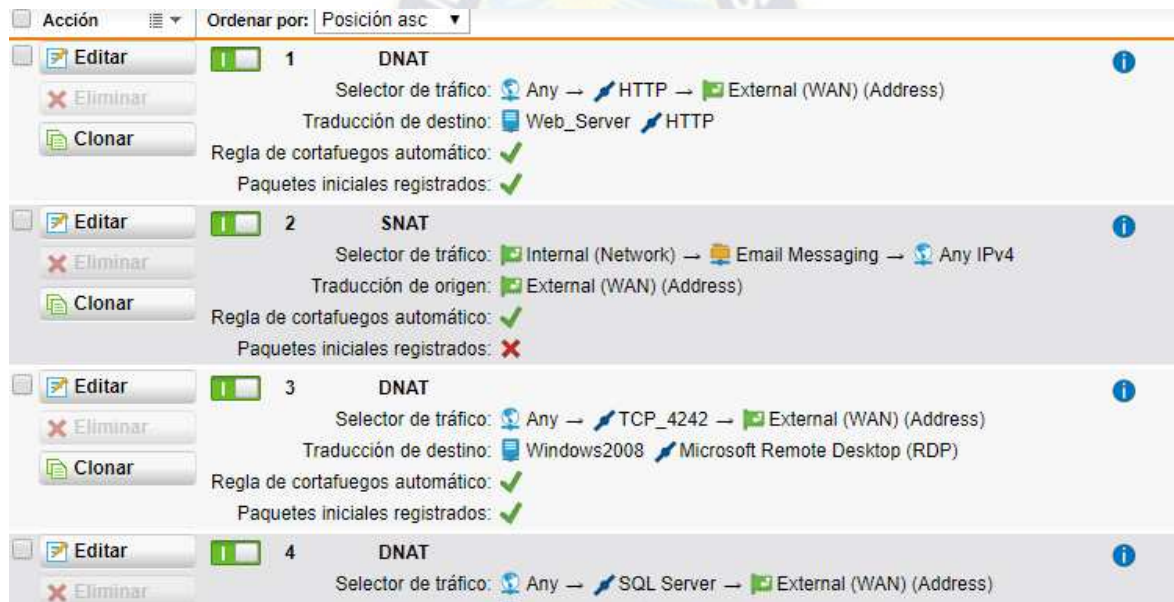 Acción Ordenar por: Posición asc
Editar 1 DNAT
Selector de tráfico: Any → HTTP → External (WAN) (Address)
Eliminar
Traducción de destino: Web_Server HTTP
Clonar
Regla de cortafuegos automático:
Paquetes iniciales registrados:
Editar 2 SNAT
Selector de tráfico: Internal (Network) → Email Messaging → Any IPv4
Eliminar
Traducción de origen: External (WAN) (Address)
Clonar
Regla de cortafuegos automático:
Paquetes iniciales registrados:
Editar 3 DNAT
Selector de tráfico: Any → TCP_4242 → External (WAN) (Address)
Eliminar
Traducción de destino: Windows2008 Microsoft Remote Desktop (RDP)
Clonar
Regla de cortafuegos automático:
Paquetes iniciales registrados:
Editar 4 DNAT
Selector de tráfico: Any → SQL Server → External (WAN) (Address)
Eliminar